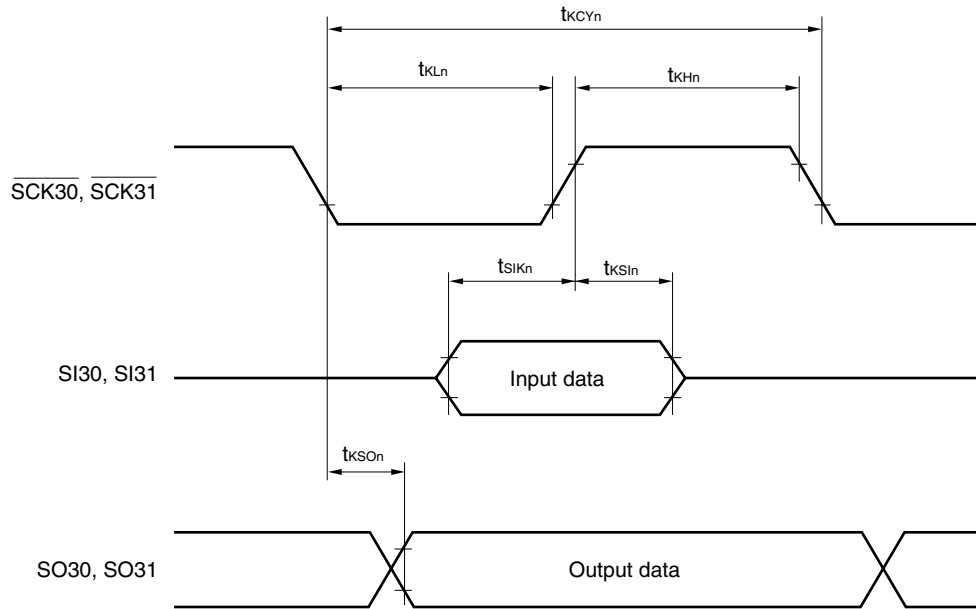 tKCYn
tKLn
tKHn
SCK30, SCK31
tSIKn
tKSIn
SI30, SI31
Input data
tKSOn
SO30, SO31
Output data